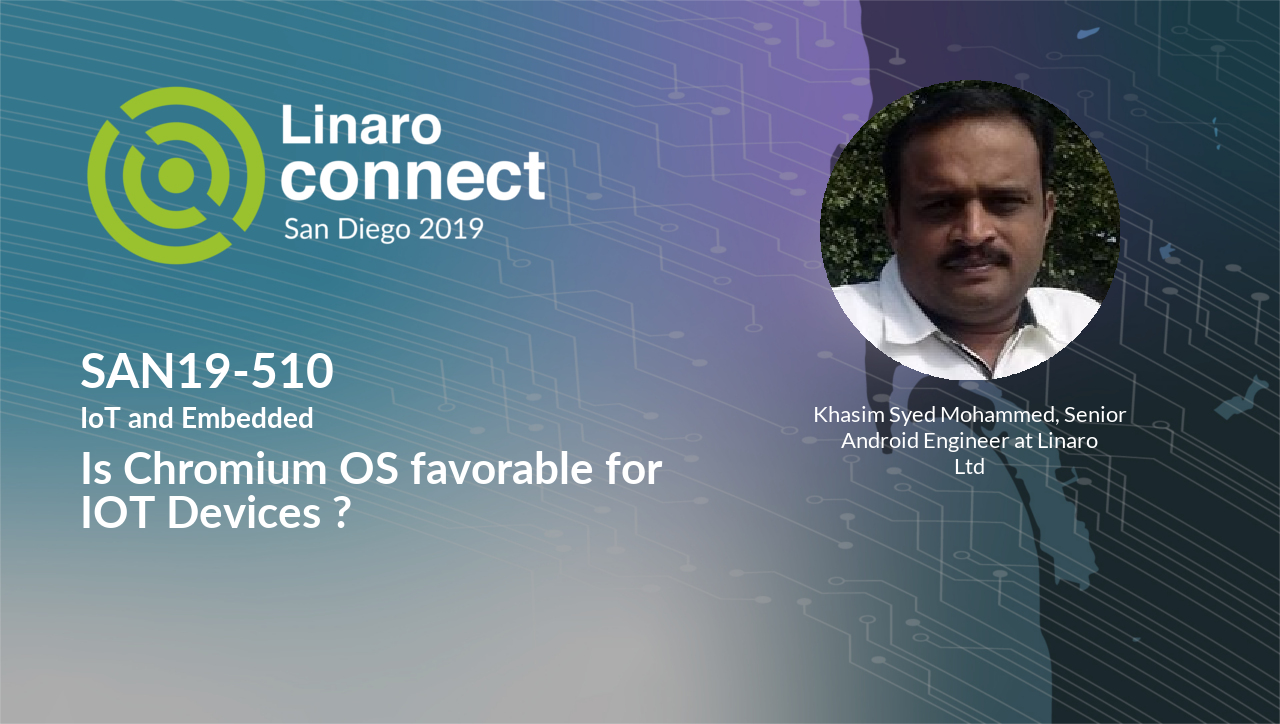 Linaro
connect
San Diego 2019
SAN19-510
IoT and Embedded
Is Chromium OS favorable for
IOT Devices ?
Khasim Syed Mohammed, Senior
Android Engineer at Linaro
Ltd